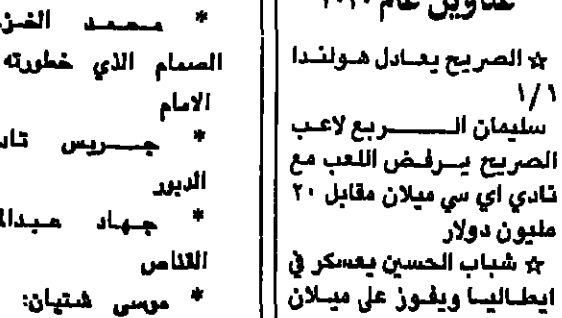 عناوين عام ٢٠٢٠
☆ الصريح يعادل هولندا
١/١
سليمان الربع لاعب
الصريح يرفض اللعب مع
نادي اي سي ميلان مقابل ٢٠
مليون دولار
☆ شباب الحسين يعسكر في
ايطاليا ويفوز على ميلان
* محمد
الصمام الذي خطورته
الامام
* جريس
الديور
* جهاد
القناص
* موسى شتيان: